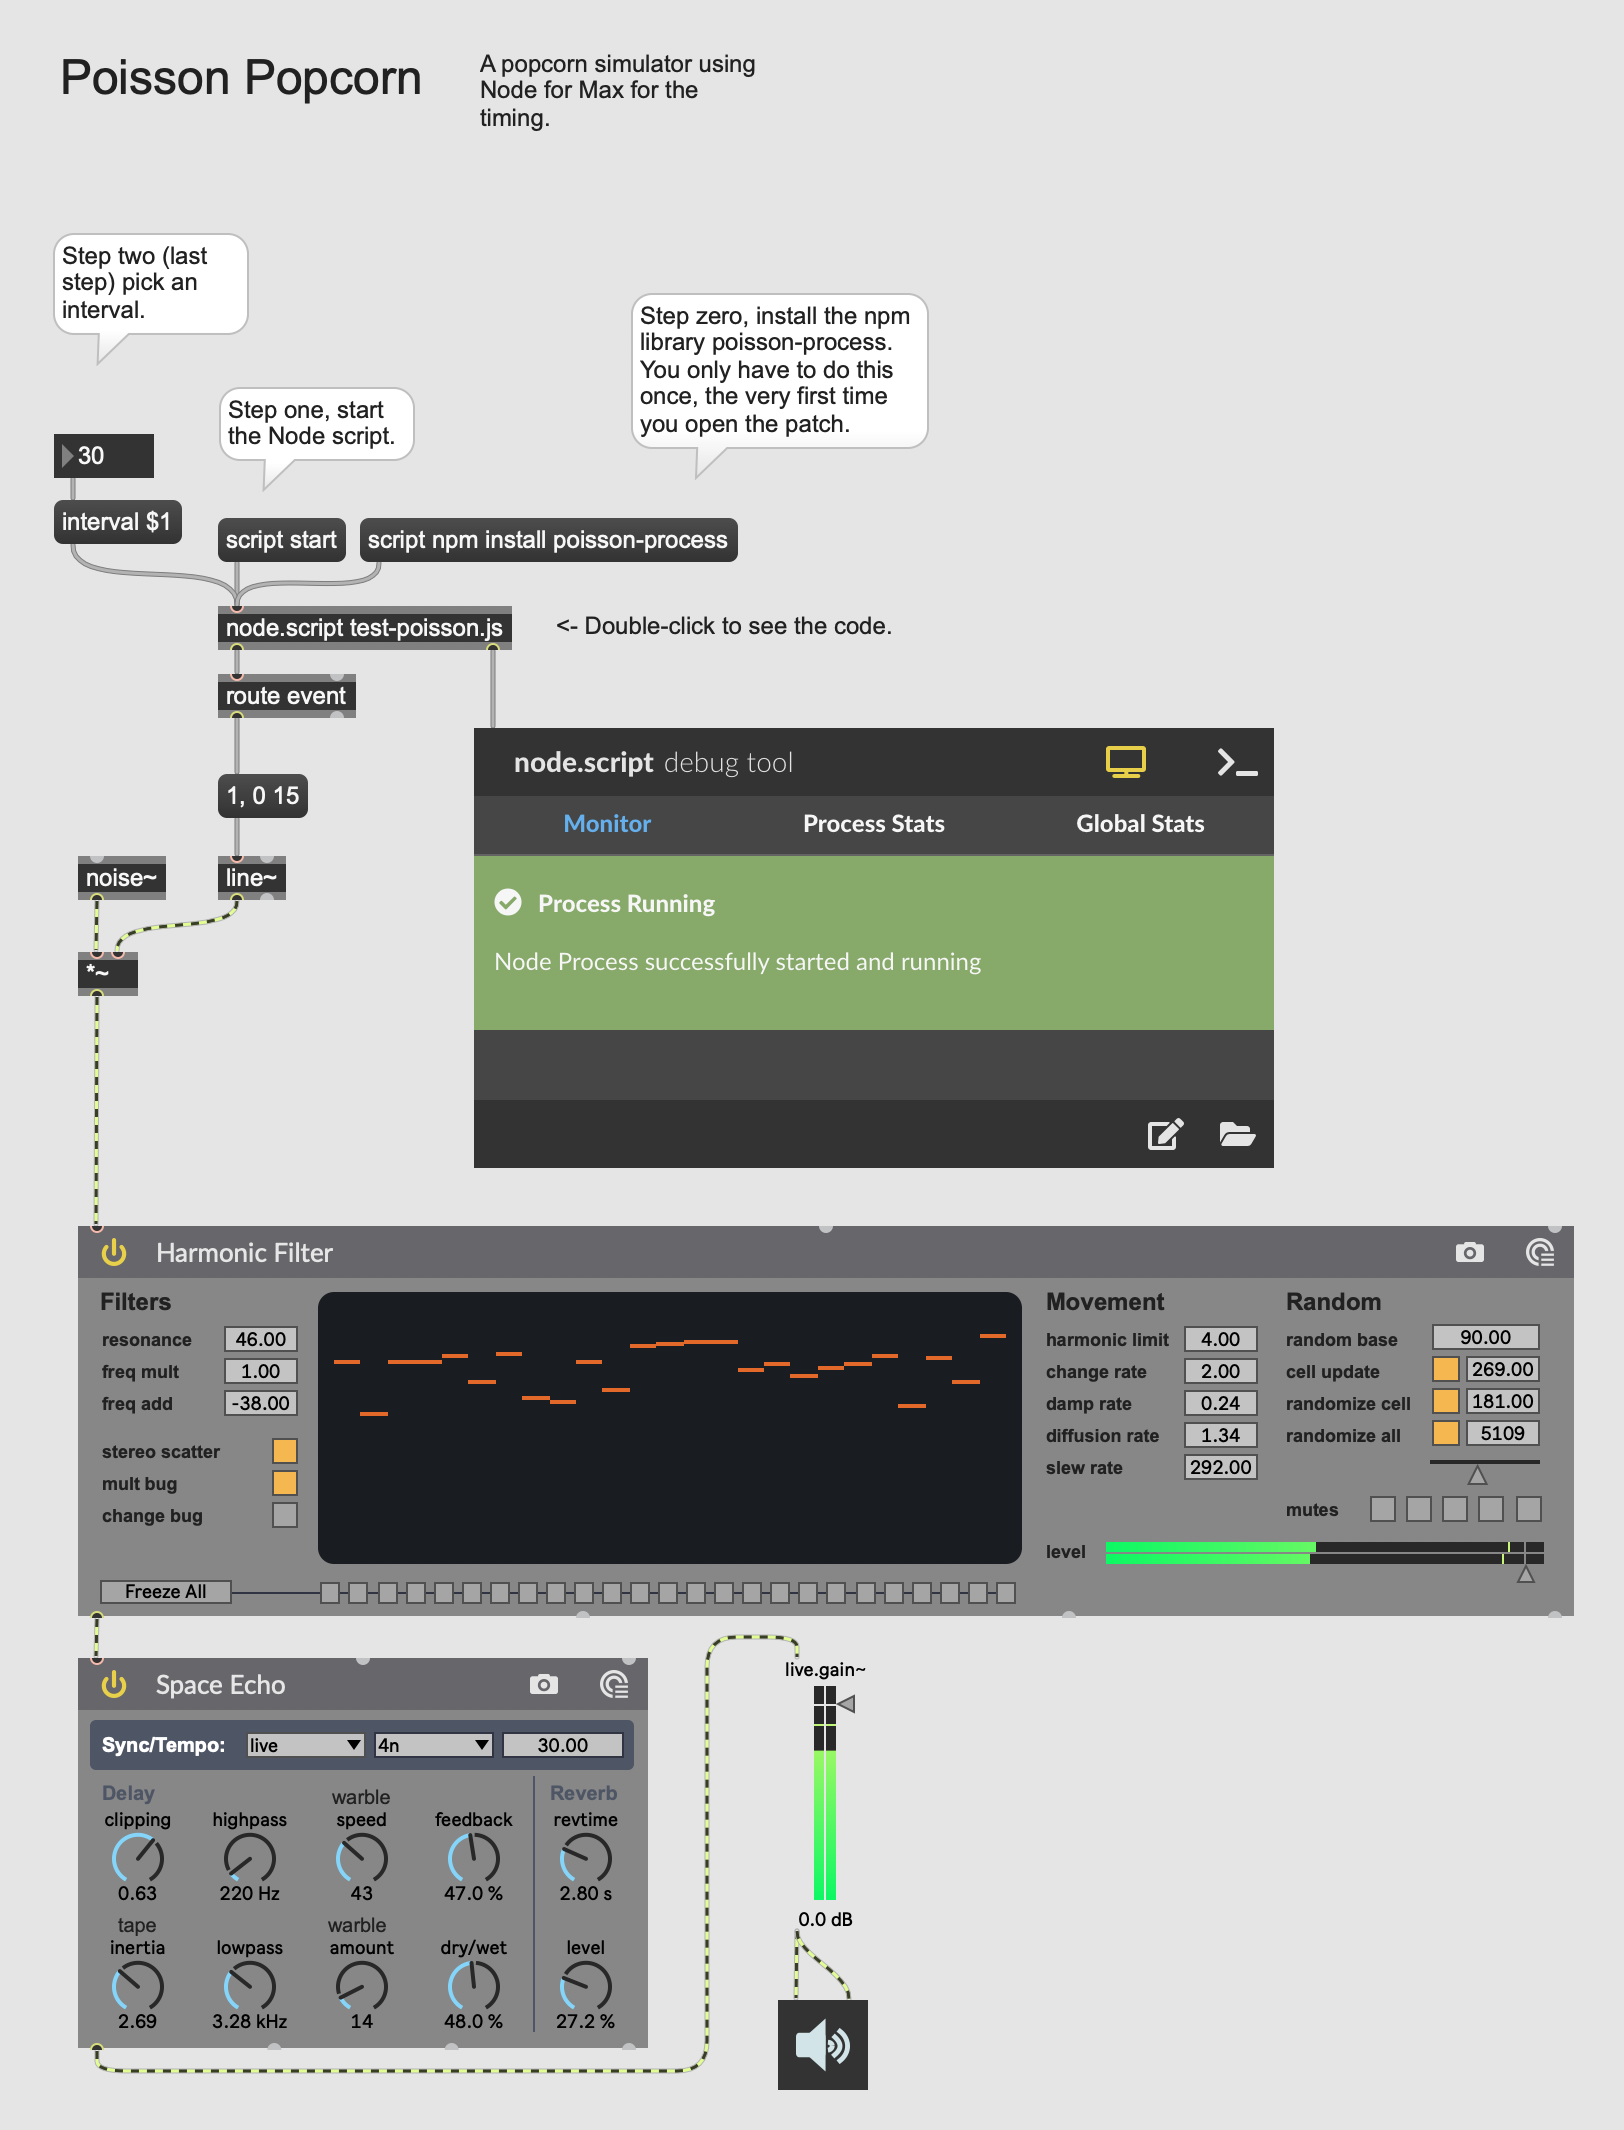 Poisson Popcorn
A popcorn simulator using
Node for Max for the
timing.
Step two (last
step) pick an
interval.
Step zero, install the npm
library poisson-process.
You only have to do this
once, the very first time
you open the patch.
Step one, start
the Node script.
30
interval $1
script start
script npm install poisson-process
node.script test-poisson.js
<- Double-click to see the code.
route event
1, 0 15
noise~
line~
*~
node.script debug tool
Monitor
Process Stats
Global Stats
Process Running
Node Process successfully started and running
Harmonic Filter
Filters
resonance 46.00
freq mult 1.00
freq add -38.00
stereo scatter
mult bug
change bug
Freeze All
Movement
harmonic limit 4.00
change rate 2.00
damp rate 0.24
diffusion rate 1.34
slew rate 292.00
Random
random base 90.00
cell update 269.00
randomize cell 181.00
randomize all 5109
mutes
level
Space Echo
Sync/Tempo: live 4n 30.00
Delay
Reverb
clipping
highpass
warble
speed
feedback
revtime
0.63
220 Hz
43
47.0 %
2.80 s
tape
inertia
lowpass
warble
amount
dry/wet
level
2.69
3.28 kHz
14
48.0 %
27.2 %
live.gain~
0.0 dB